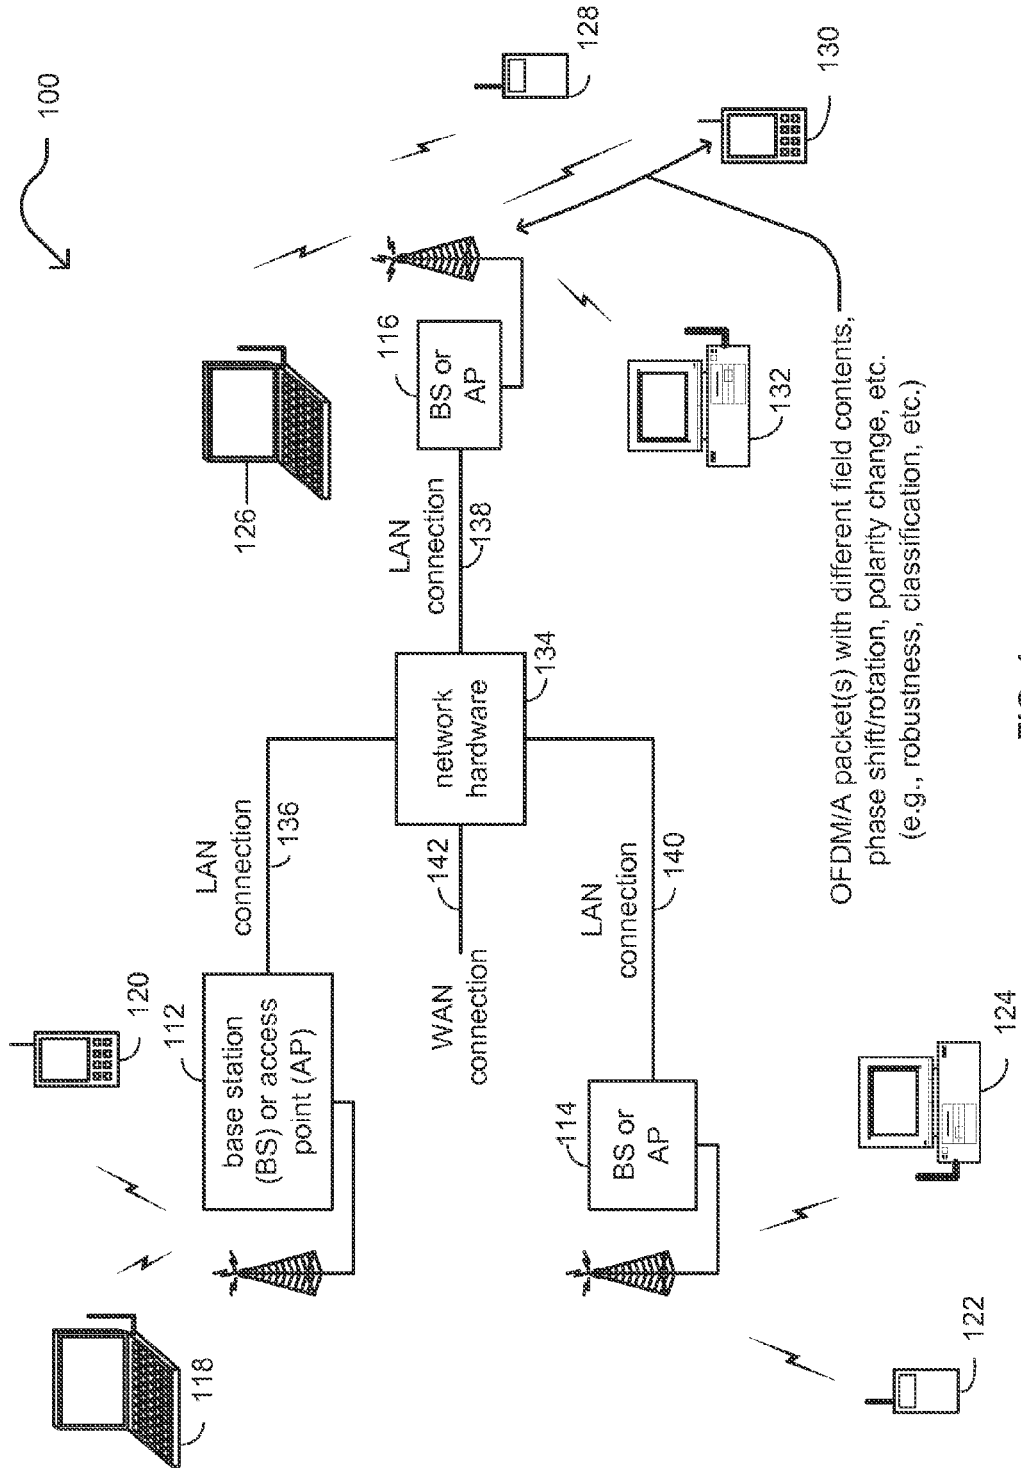 100
120
118
base station
(BS) or access
point (AP)
112
LAN
connection
136
126
WAN
connection
142
network
hardware
134
LAN
connection
138
BS or
AP
116
128
130
132
BS or
AP
114
LAN
connection
140
122
124
OFDM/A packet(s) with different field contents,
phase shift/rotation, polarity change, etc.
(e.g., robustness, classification, etc.)